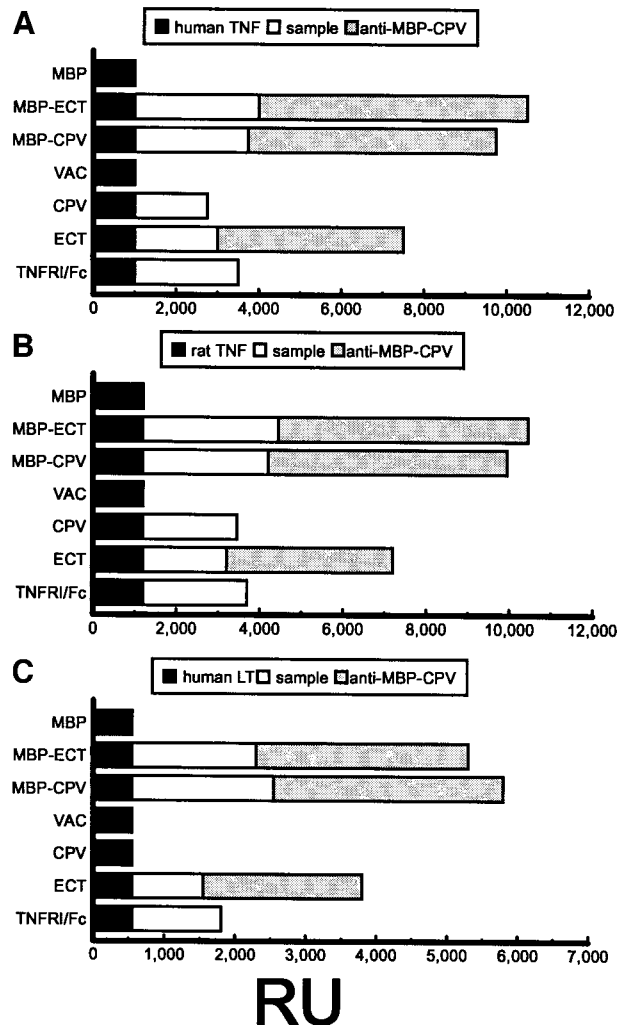 A
human TNF sample anti-MBP-CPV
MBP
MBP-ECT
MBP-CPV
VAC
CPV
ECT
TNFRI/Fc
0 2,000 4,000 6,000 8,000 10,000 12,000
B
rat TNF sample anti-MBP-CPV
MBP
MBP-ECT
MBP-CPV
VAC
CPV
ECT
TNFRI/Fc
0 2,000 4,000 6,000 8,000 10,000 12,000
C
human LT sample anti-MBP-CPV
MBP
MBP-ECT
MBP-CPV
VAC
CPV
ECT
TNFRI/Fc
0 1,000 2,000 3,000 4,000 5,000 6,000 7,000
RU